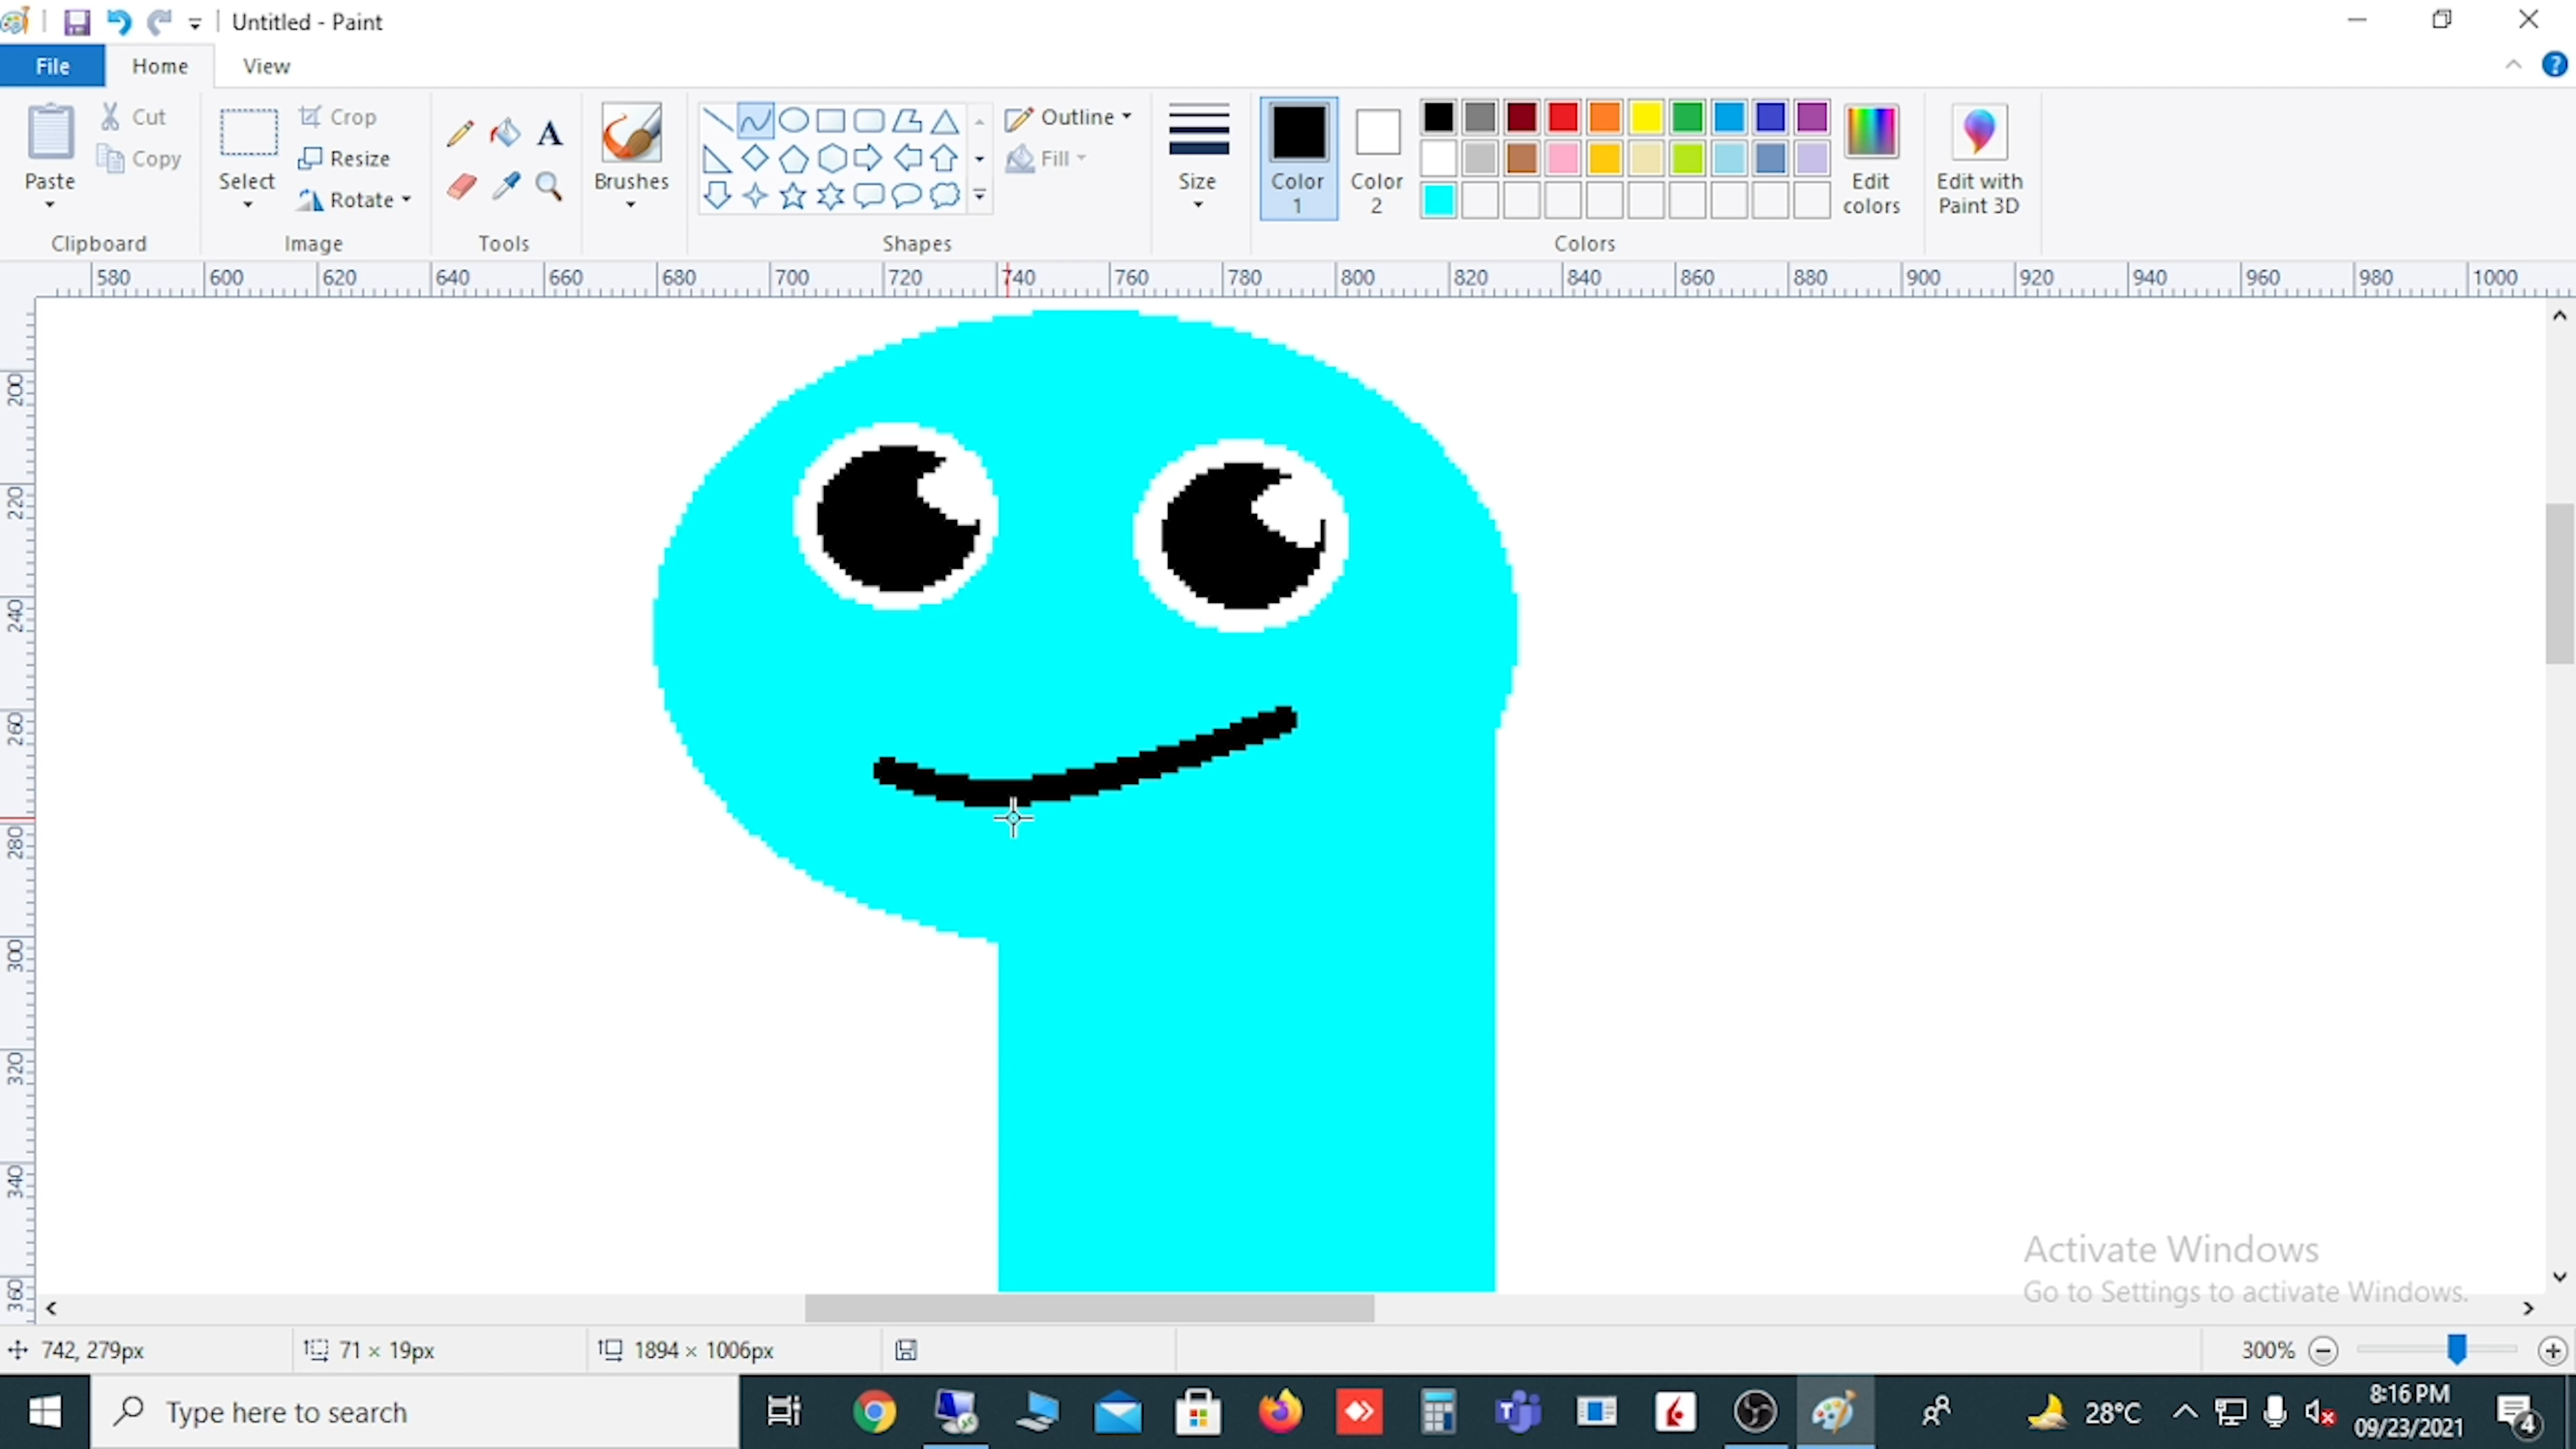 Untitled - Paint
File Home View
Paste
Cut
Copy
Clipboard
Select
Crop
Resize
Rotate
Image
A
Tools
Brushes
Shapes
Outline
Fill
Size
Color 1
Color 2
Colors
Edit colors
Edit with Paint 3D
580 600 620 640 660 680 700 720 740 760 780 800 820 840 860 880 900 920 940 960 980 1000
200
220
240
260
280
300
320
340
360
Activate Windows
Go to Settings to activate Windows.
742, 279px 71 × 19px 1894 × 1006px 300%
Type here to search
28°C
8:16 PM
09/23/2021
4